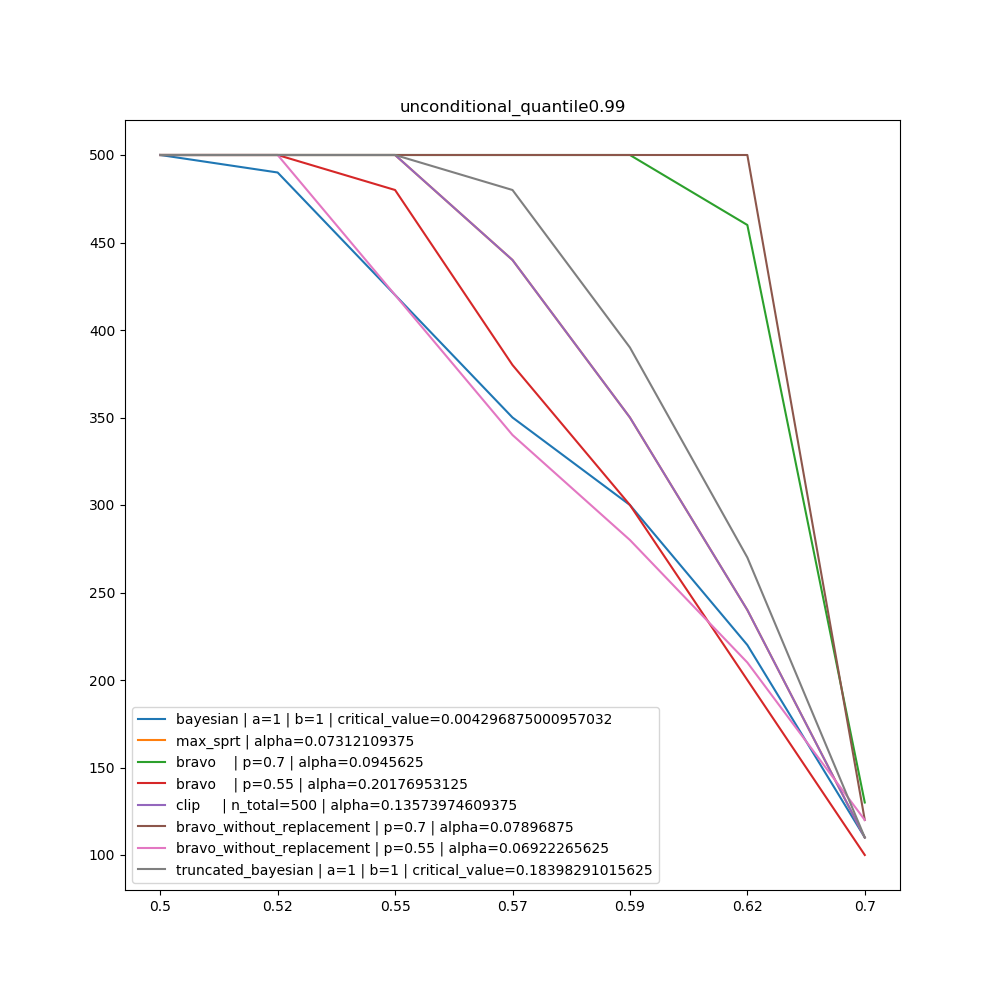 unconditional_quantile0.99
500
450
400
350
300
250
200
150
100
bayesian | a=1 | b=1 | critical_value=0.004296875000957032
max_sprt | alpha=0.07312109375
bravo    | p=0.7 | alpha=0.0945625
bravo    | p=0.55 | alpha=0.20176953125
clip     | n_total=500 | alpha=0.13573974609375
bravo_without_replacement | p=0.7 | alpha=0.07896875
bravo_without_replacement | p=0.55 | alpha=0.06922265625
truncated_bayesian | a=1 | b=1 | critical_value=0.18398291015625
0.5 0.52 0.55 0.57 0.59 0.62 0.7